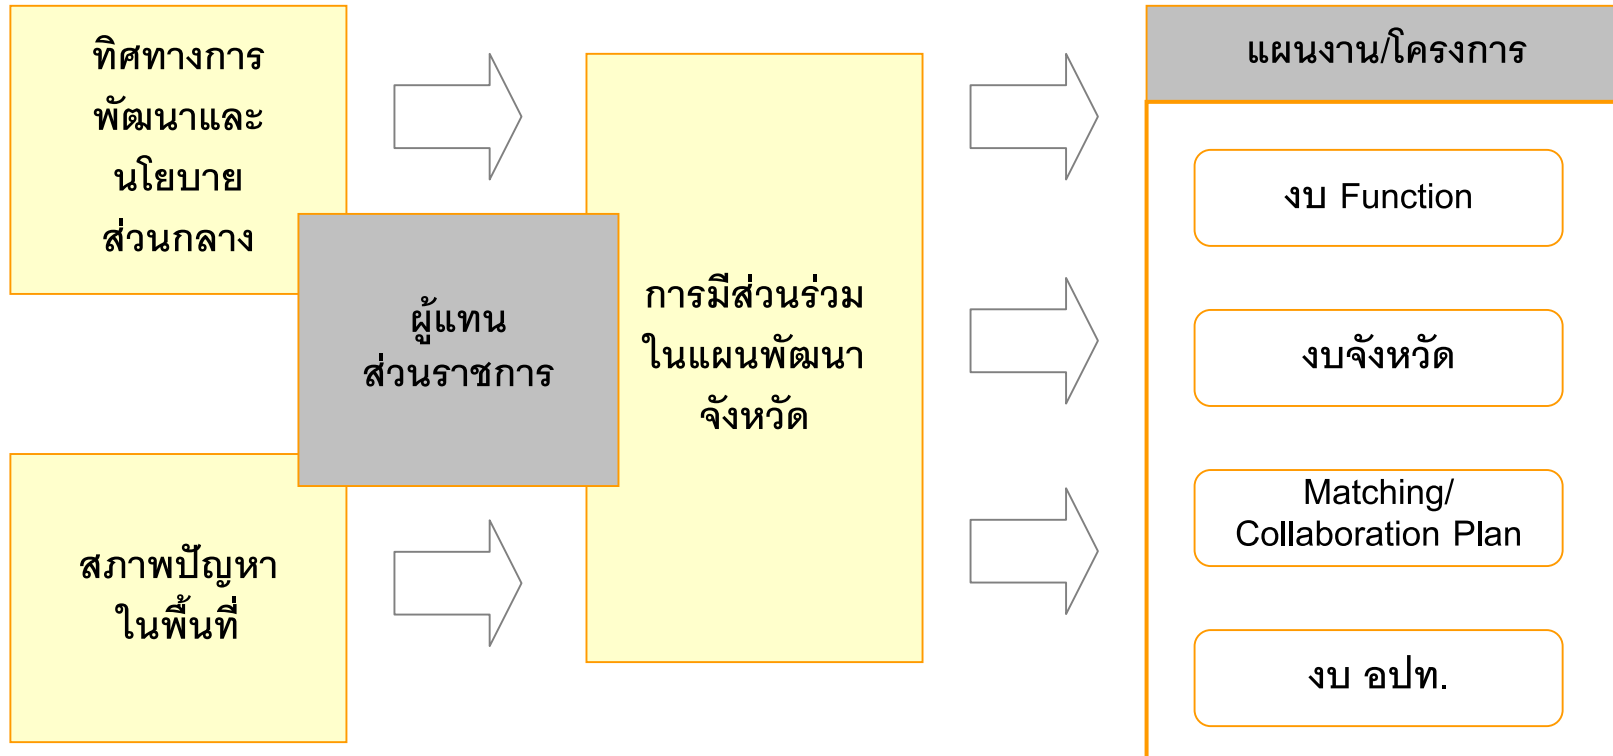 ทิศทางการ
พัฒนาและ
นโยบาย
ส่วนกลาง
ผู้แทน
ส่วนราชการ
สภาพปัญหา
ในพื้นที่
การมีส่วนร่วม
ในแผนพัฒนา
จังหวัด
แผนงาน/โครงการ
งบ Function
งบจังหวัด
Matching/
Collaboration Plan
งบ อปท.